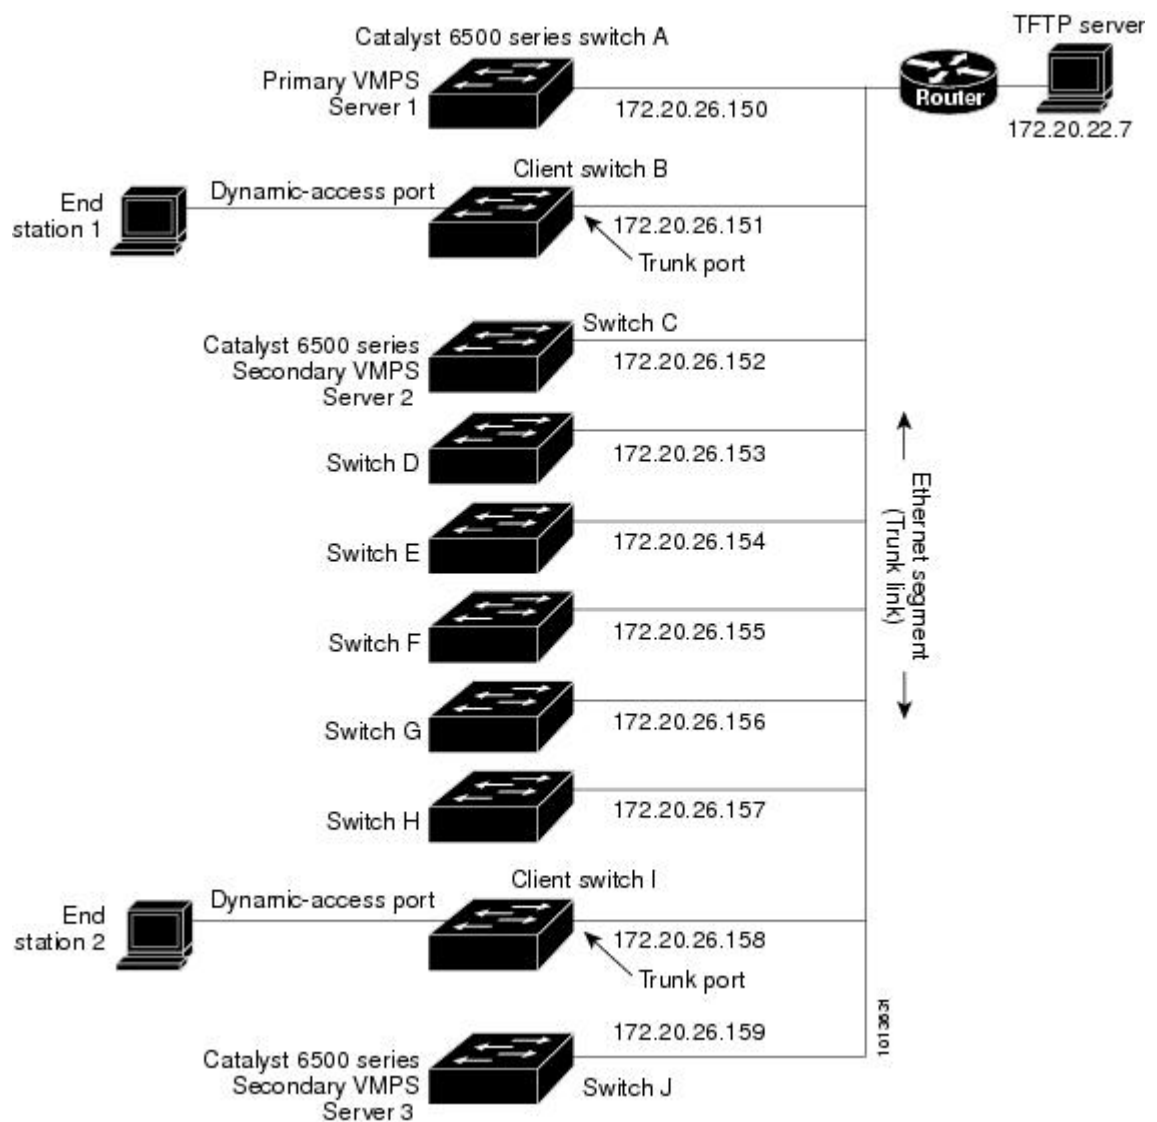 TFTP server
Catalyst 6500 series switch A
Primary VMPS
Server 1
Router
172.20.26.150
172.20.22.7
Client switch B
Dynamic-access port
End
station 1
172.20.26.151
Trunk port
Switch C
Catalyst 6500 series
Secondary VMPS
Server 2
172.20.26.152
Switch D
172.20.26.153
Ethernet segment
(Trunk link)
Switch E
172.20.26.154
Switch F
172.20.26.155
Switch G
172.20.26.156
Switch H
172.20.26.157
Client switch I
Dynamic-access port
End
station 2
172.20.26.158
Trunk port
172.20.26.159
Catalyst 6500 series
Secondary VMPS
Server 3
Switch J